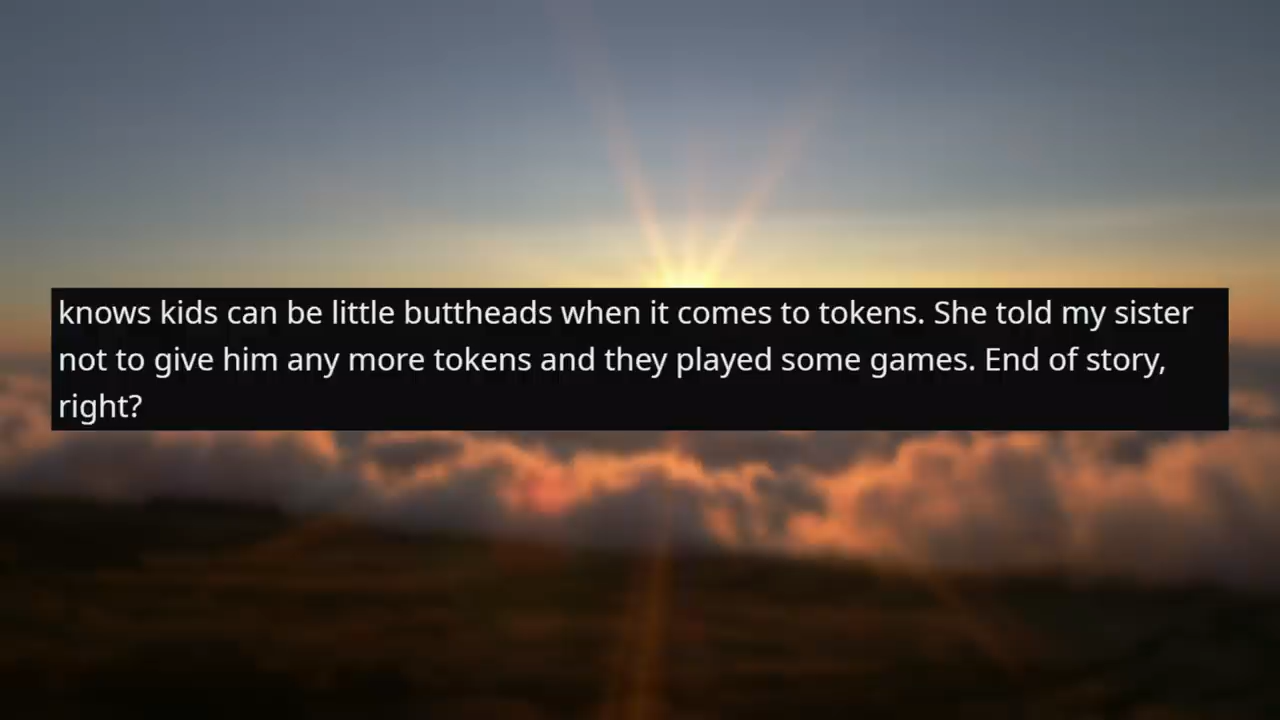 knows kids can be little buttheads when it comes to tokens. She told my sister
not to give him any more tokens and they played some games. End of story,
right?